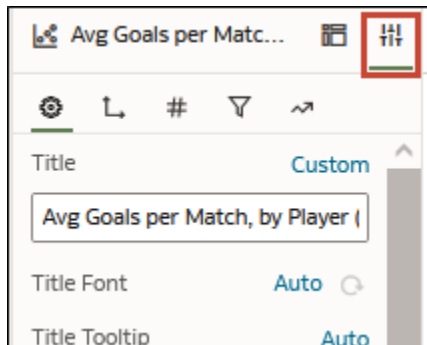 Avg Goals per Matc...
#
Title Custom
Avg Goals per Match, by Player (
Title Font Auto
Title Tooltip Auto